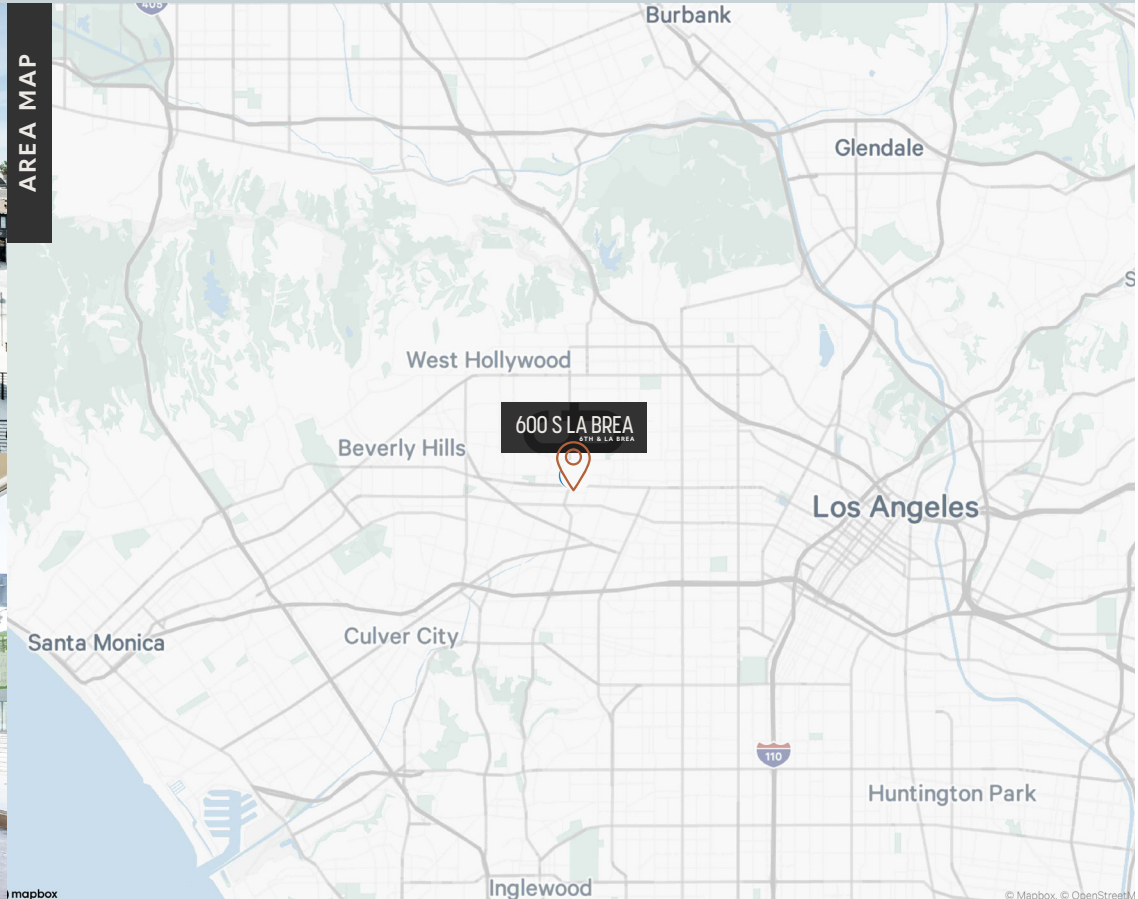 405
Burbank
AREA MAP
Glendale
S
West Hollywood
600 S LA BREA
6TH & LA BREA
Beverly Hills
Los Angeles
Santa Monica
Culver City
110
Huntington Park
Inglewood
mapbox
© Mapbox, © OpenStreetM